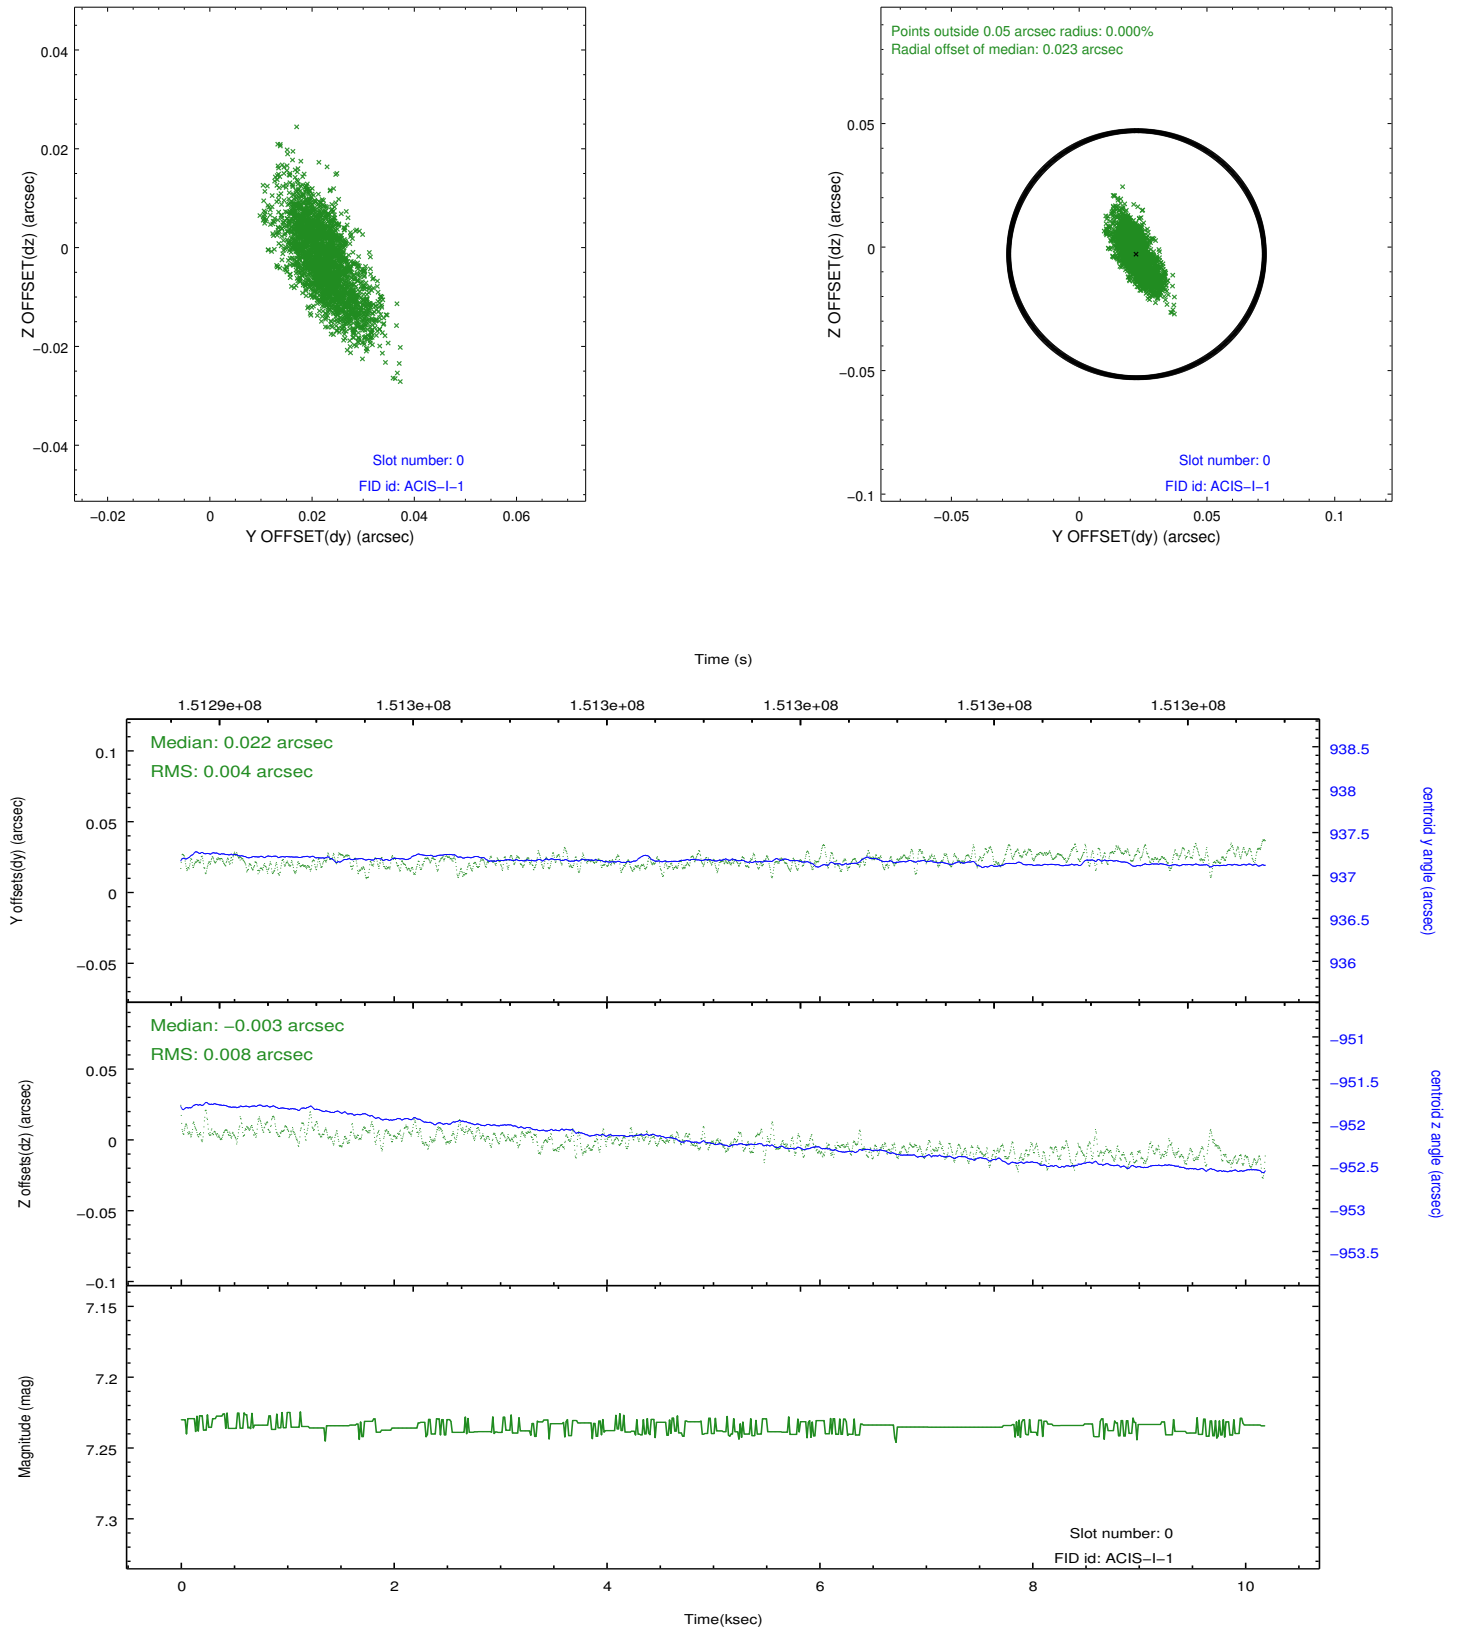 0.04
0.02
0
−0.02
−0.04
Z OFFSET(dz) (arcsec)
Slot number: 0
FID id: ACIS−I−1
−0.02 0 0.02 0.04 0.06
Y OFFSET(dy) (arcsec)
Points outside 0.05 arcsec radius: 0.000%
Radial offset of median: 0.023 arcsec
0.05
0
−0.05
−0.1
Z OFFSET(dz) (arcsec)
Slot number: 0
FID id: ACIS−I−1
−0.05 0 0.05 0.1
Y OFFSET(dy) (arcsec)
Time (s)
1.5129e+08 1.513e+08 1.513e+08 1.513e+08 1.513e+08 1.513e+08
Median: 0.022 arcsec
RMS: 0.004 arcsec
0.1
0.05
0
−0.05
Y offsets(dy) (arcsec)
938.5
938
937.5
937
936.5
936
centroid y angle (arcsec)
Median: −0.003 arcsec
RMS: 0.008 arcsec
0.05
0
−0.05
−0.1
Z offsets(dz) (arcsec)
−951
−951.5
−952
−952.5
−953
−953.5
centroid z angle (arcsec)
7.15
7.2
7.25
7.3
Magnitude (mag)
Slot number: 0
FID id: ACIS−I−1
0 2 4 6 8 10
Time(ksec)